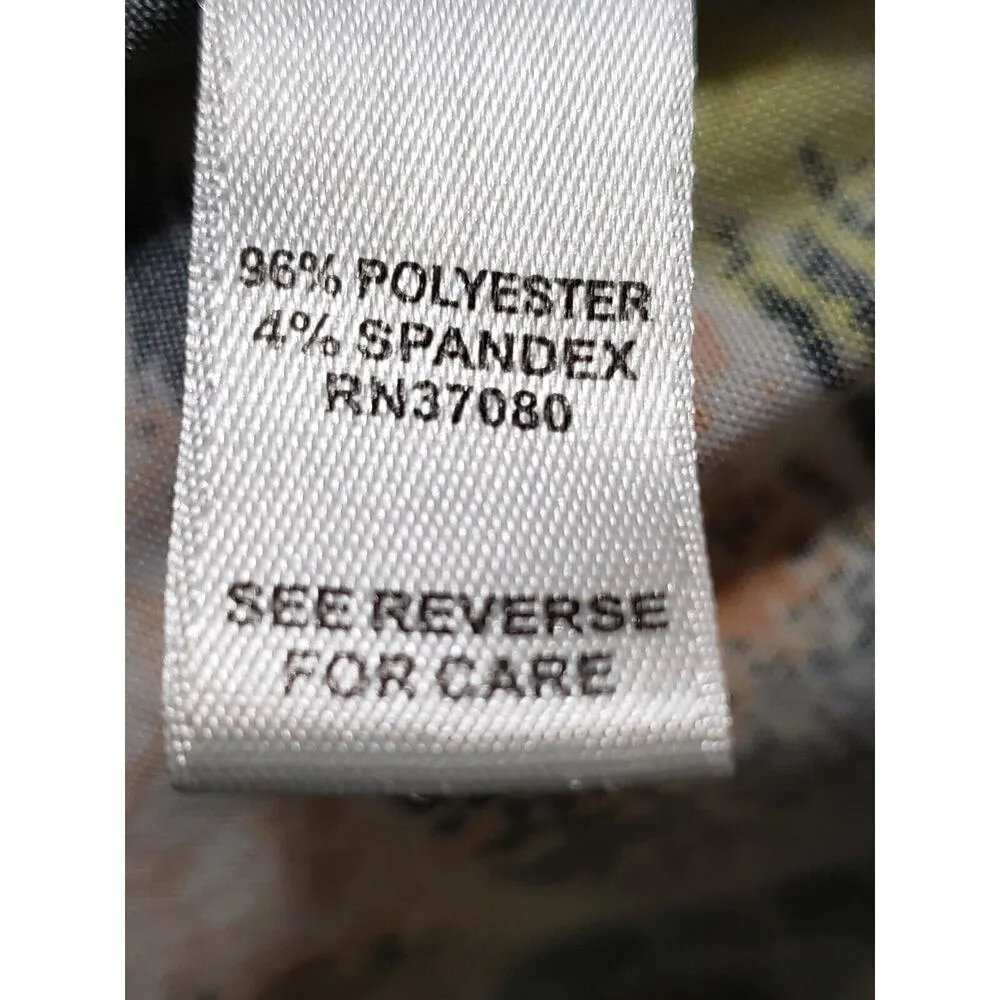 96% POLYESTER
4% SPANDEX
RN37080
SEE REVERSE
FOR CARE